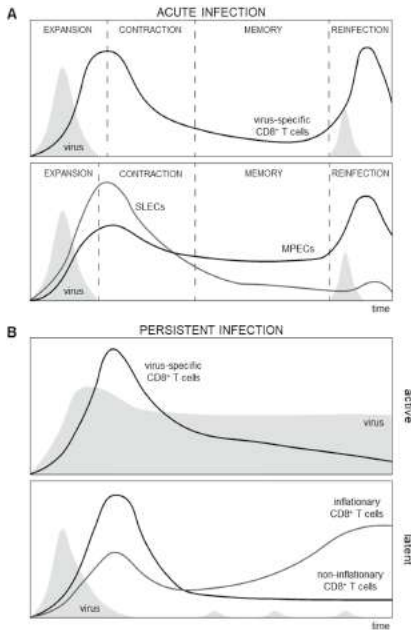 A
ACUTE INFECTION
EXPANSION CONTRACTION MEMORY REINFECTION
virus-specific
CD8⁺ T cells
virus
EXPANSION CONTRACTION MEMORY REINFECTION
SLECs
MPECs
virus
time
B
PERSISTENT INFECTION
virus-specific
CD8⁺ T cells
virus
active
inflationary
CD8⁺ T cells
non-inflationary
CD8⁺ T cells
virus
latent
time